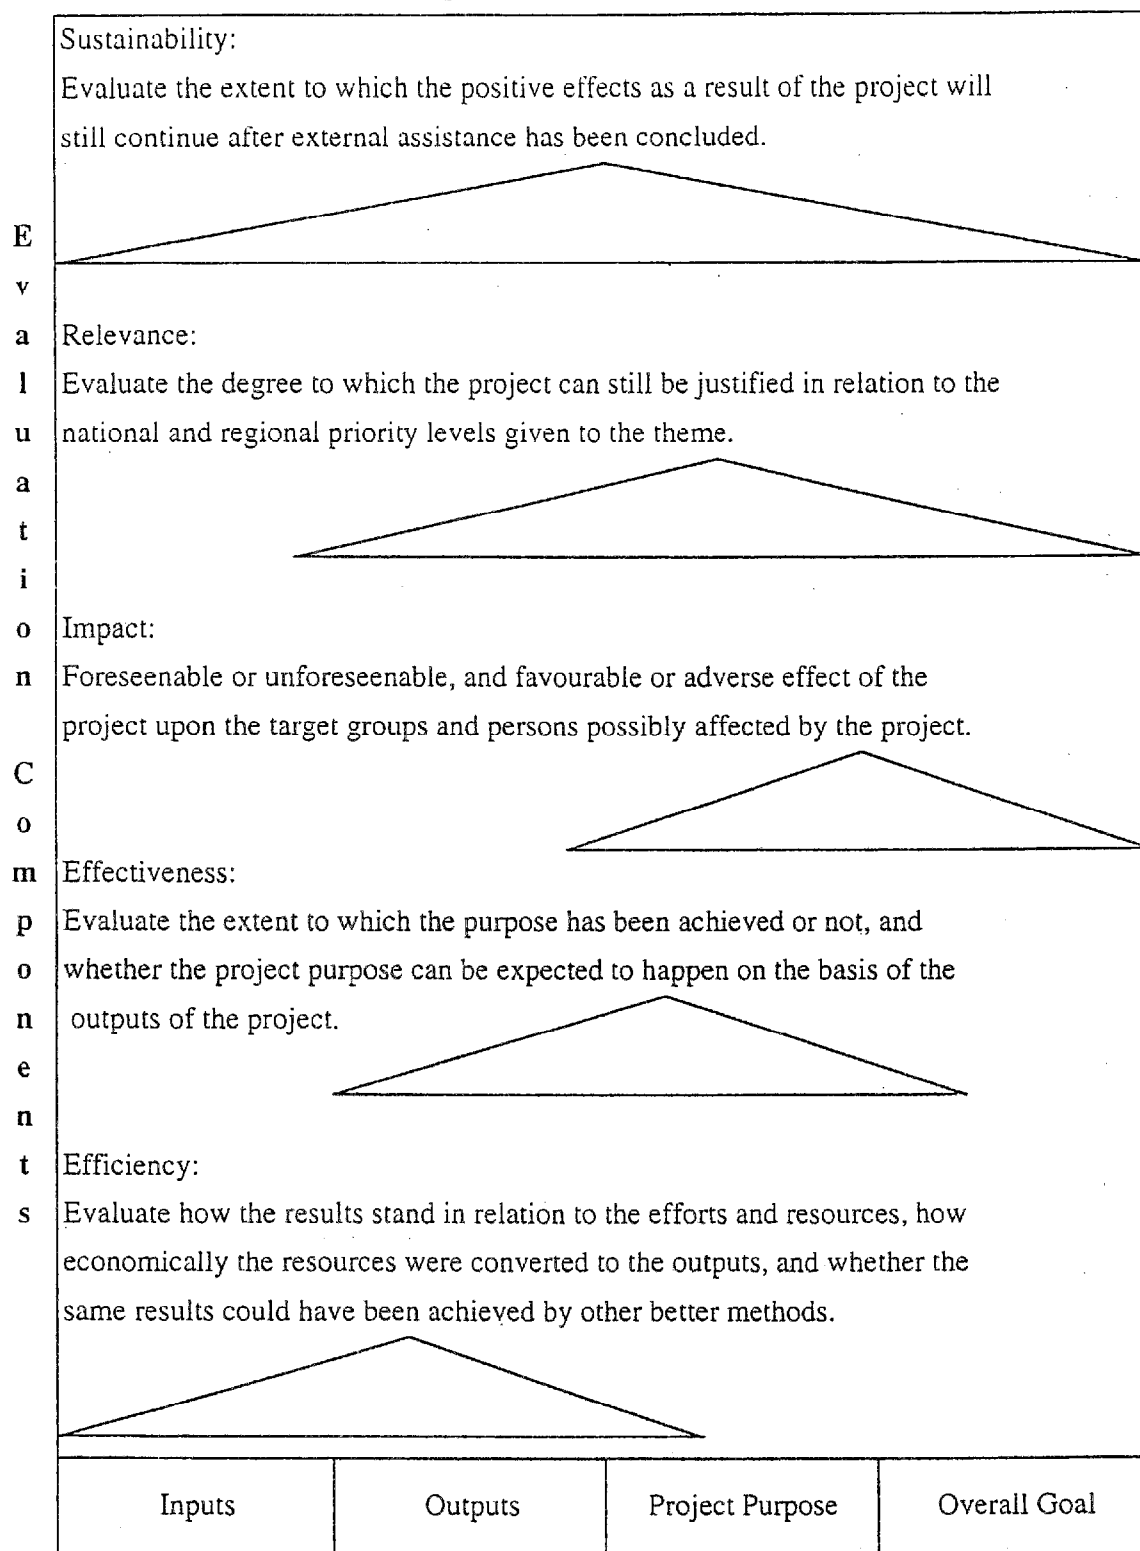 Sustainability:
Evaluate the extent to which the positive effects as a result of the project will
still continue after external assistance has been concluded.
Evaluation Components
Relevance:
Evaluate the degree to which the project can still be justified in relation to the
national and regional priority levels given to the theme.
Impact:
Foreseenable or unforeseenable, and favourable or adverse effect of the
project upon the target groups and persons possibly affected by the project.
Effectiveness:
Evaluate the extent to which the purpose has been achieved or not, and
whether the project purpose can be expected to happen on the basis of the
outputs of the project.
Efficiency:
Evaluate how the results stand in relation to the efforts and resources, how
economically the resources were converted to the outputs, and whether the
same results could have been achieved by other better methods.
Inputs Outputs Project Purpose Overall Goal